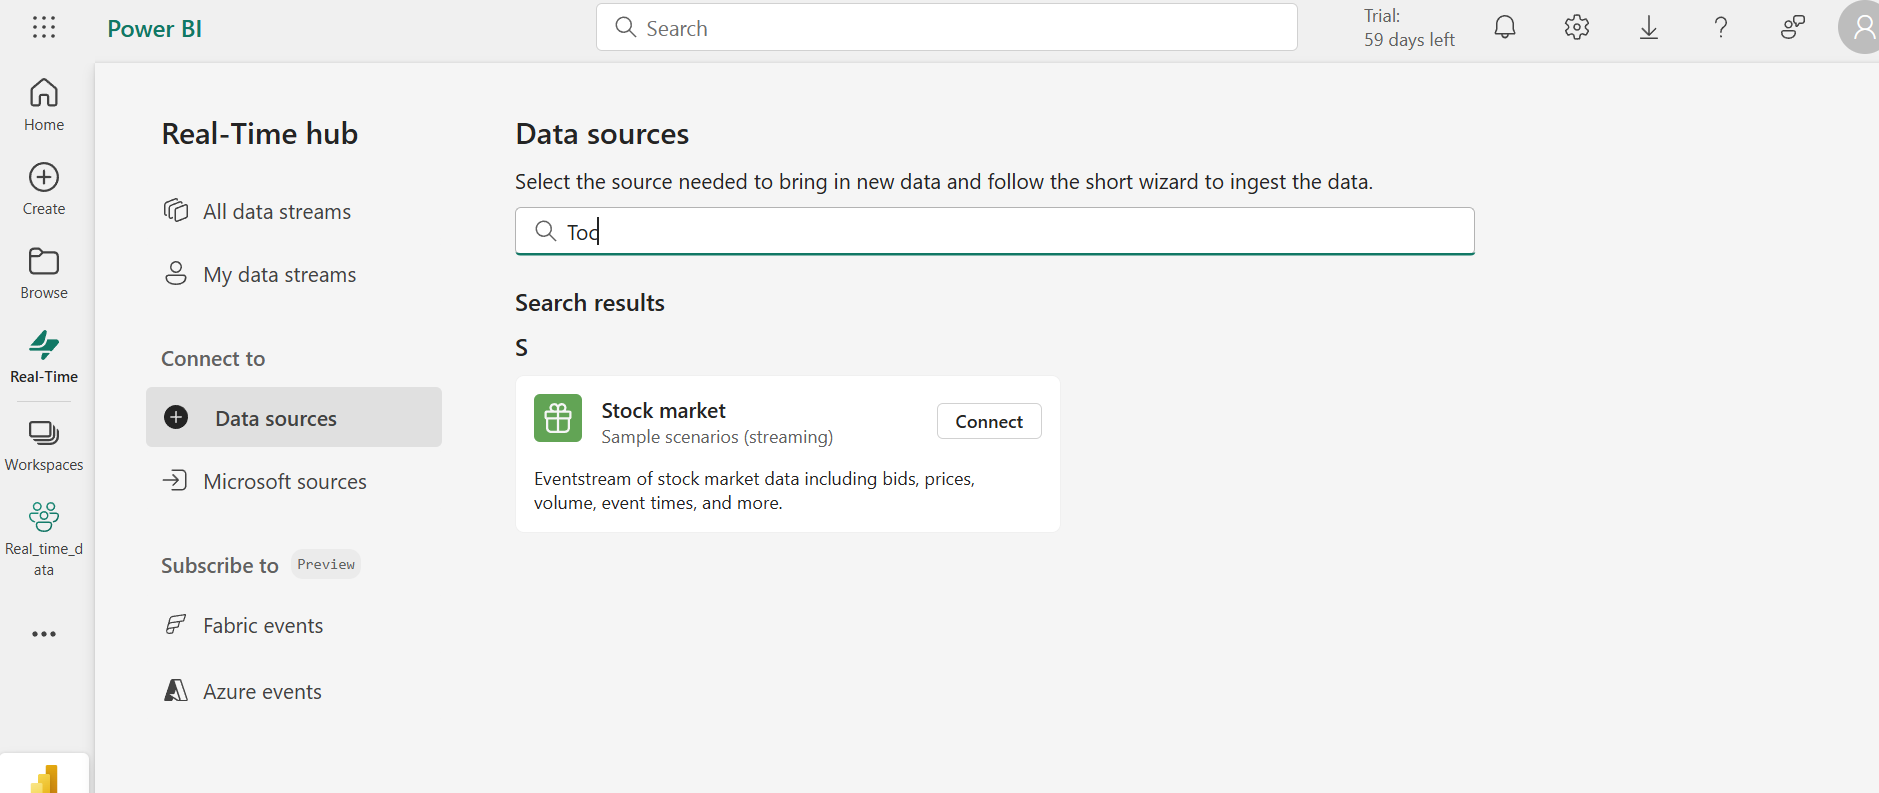 Power BI
Search
Trial:
59 days left
Home
Create
Browse
Real-Time
Workspaces
Real_time_d
ata
Real-Time hub
All data streams
My data streams
Connect to
Data sources
Microsoft sources
Subscribe to Preview
Fabric events
Azure events
Data sources
Select the source needed to bring in new data and follow the short wizard to ingest the data.
Toc
Search results
S
Stock market
Sample scenarios (streaming)
Connect
Eventstream of stock market data including bids, prices,
volume, event times, and more.